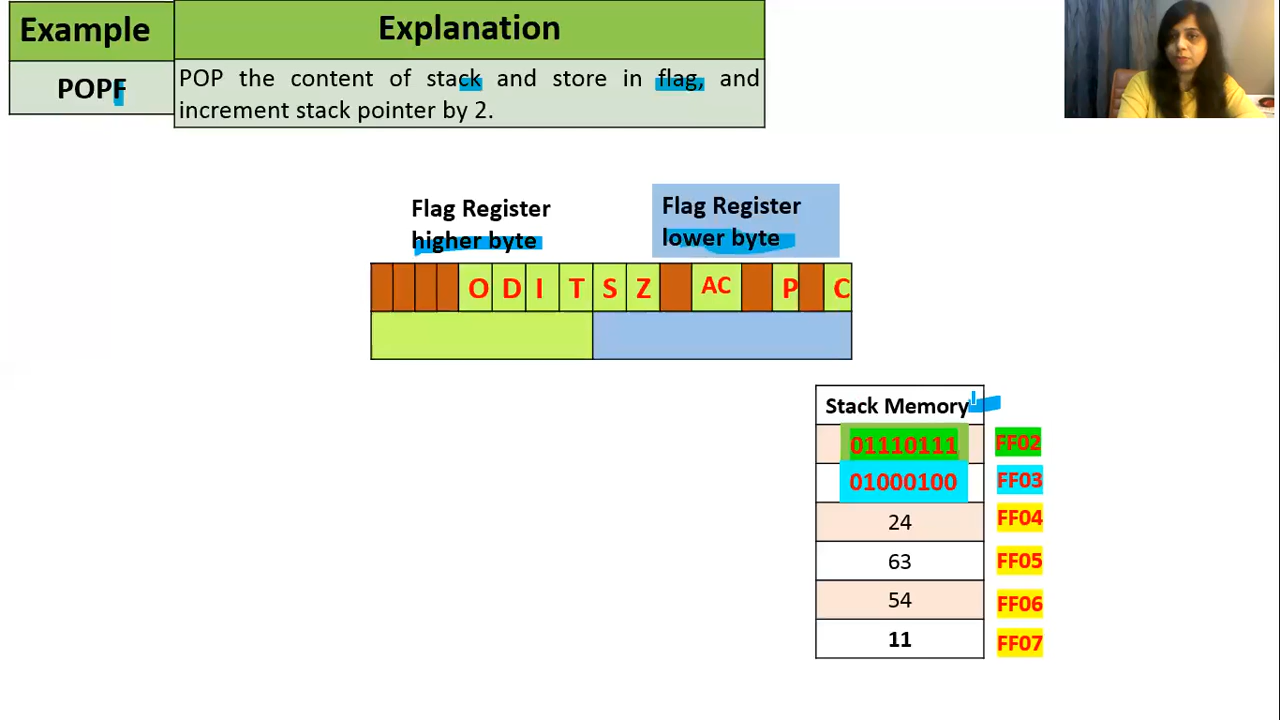 Example
Explanation
POPF
POP the content of stack and store in flag, and
increment stack pointer by 2.
Flag Register
higher byte
Flag Register
lower byte
O D I T S Z AC P C
Stack Memory
01110111 FF02
01000100 FF03
24 FF04
63 FF05
54 FF06
11 FF07